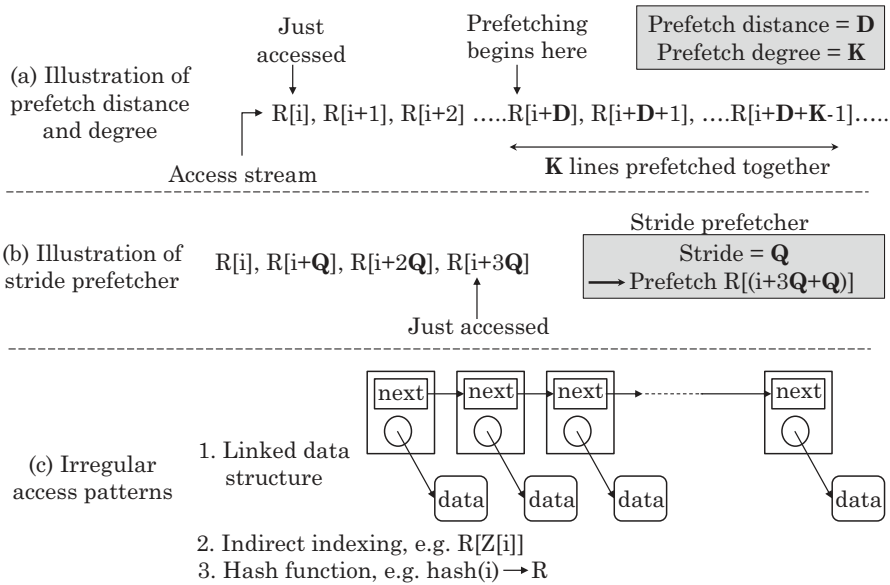 Just
accessed
Prefetching
begins here
Prefetch distance = D
Prefetch degree = K
(a) Illustration of
prefetch distance
and degree
R[i], R[i+1], R[i+2] .....R[i+D], R[i+D+1], ....R[i+D+K-1].....
Access stream
K lines prefetched together
(b) Illustration of
stride prefetcher
R[i], R[i+Q], R[i+2Q], R[i+3Q]
Just accessed
Stride prefetcher
Stride = Q
Prefetch R[(i+3Q+Q)]
(c) Irregular
access patterns
1. Linked data
structure
next next next next
data data data data
2. Indirect indexing, e.g. R[Z[i]]
3. Hash function, e.g. hash(i) → R